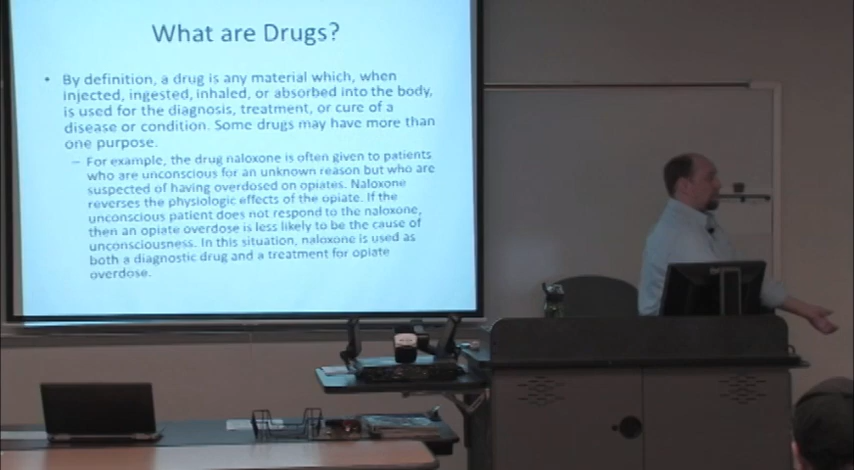 What are Drugs?
• By definition, a drug is any material which, when
injected, ingested, inhaled, or absorbed into the body,
is used for the diagnosis, treatment, or cure of a
disease or condition. Some drugs may have more than
one purpose.
– For example, the drug naloxone is often given to patients
who are unconscious for an unknown reason but who are
suspected of having overdosed on opiates. Naloxone
reverses the physiologic effects of the opiate. If the
unconscious patient does not respond to the naloxone,
then an opiate overdose is less likely to be the cause of
unconsciousness. In this situation, naloxone is used as
both a diagnostic drug and a treatment for opiate
overdose.